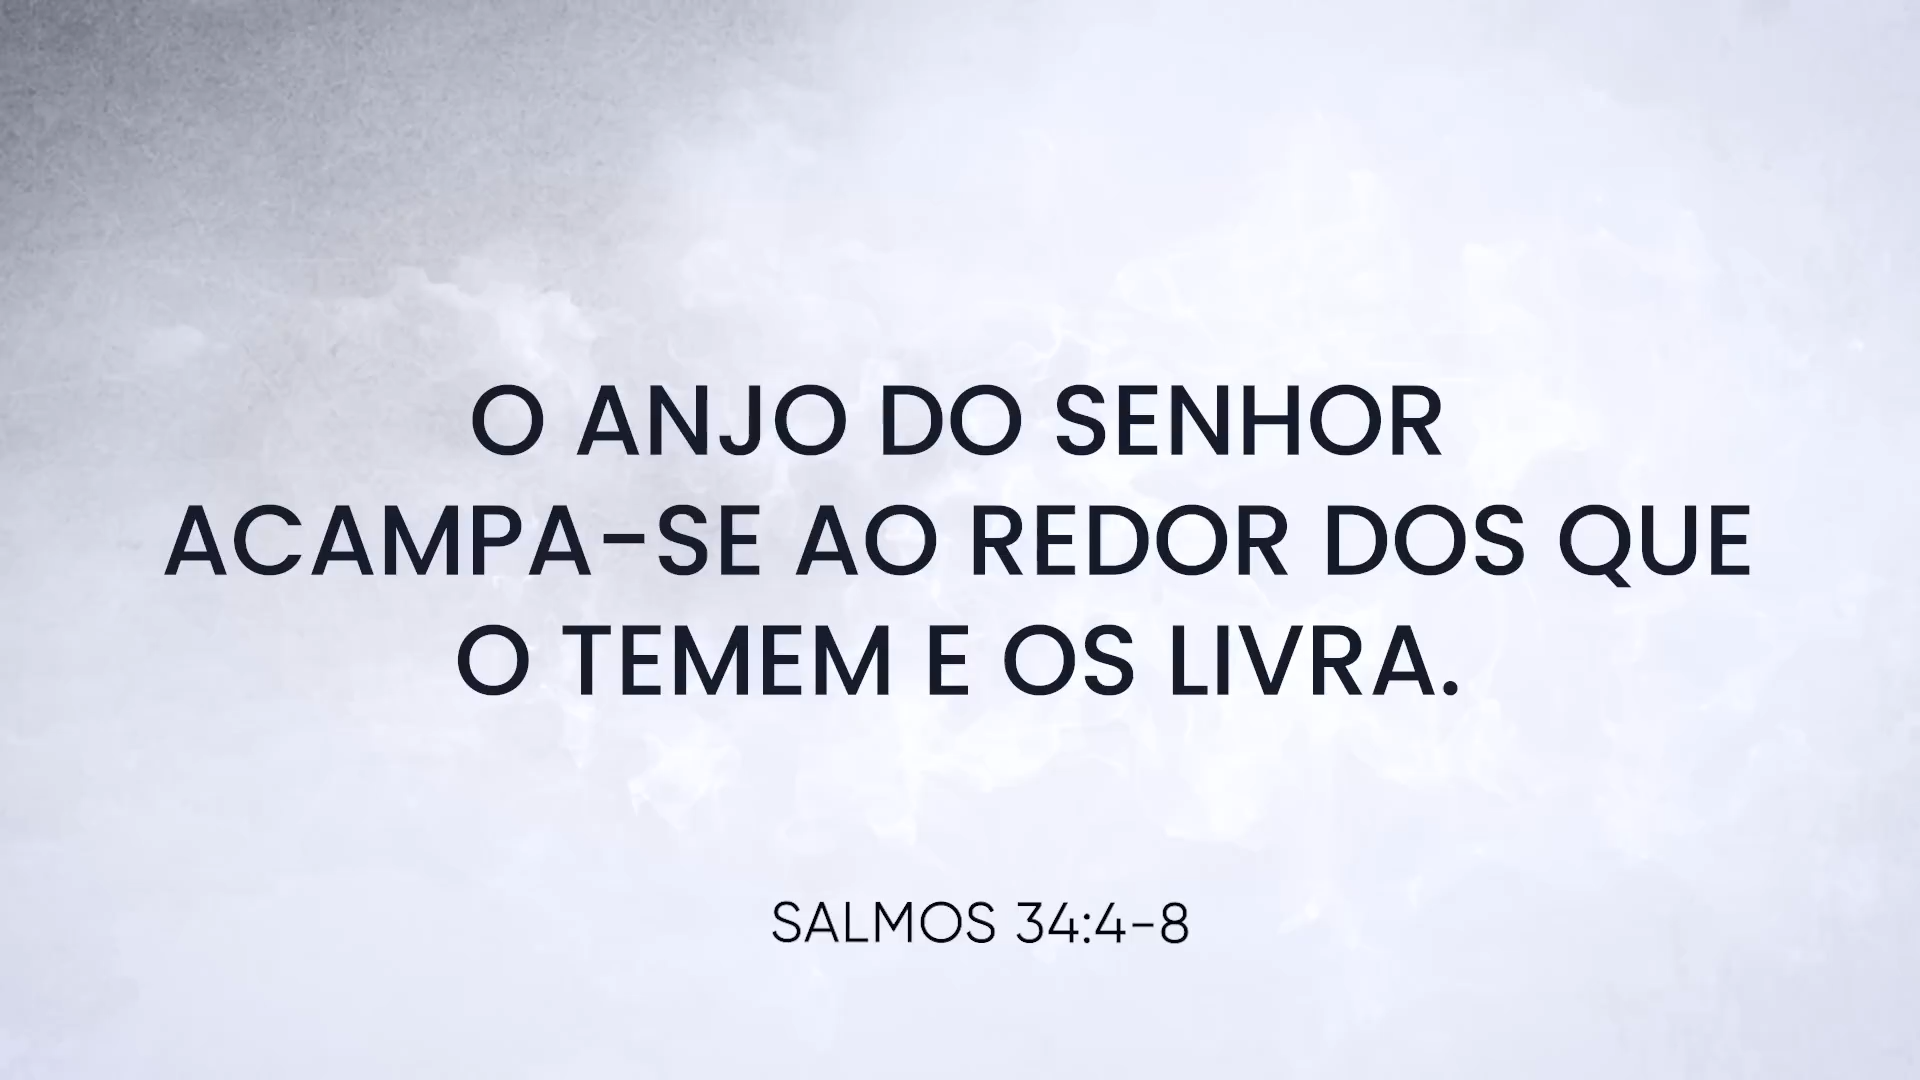 O ANJO DO SENHOR
ACAMPA-SE AO REDOR DOS QUE
O TEMEM E OS LIVRA.
SALMOS 34:4-8